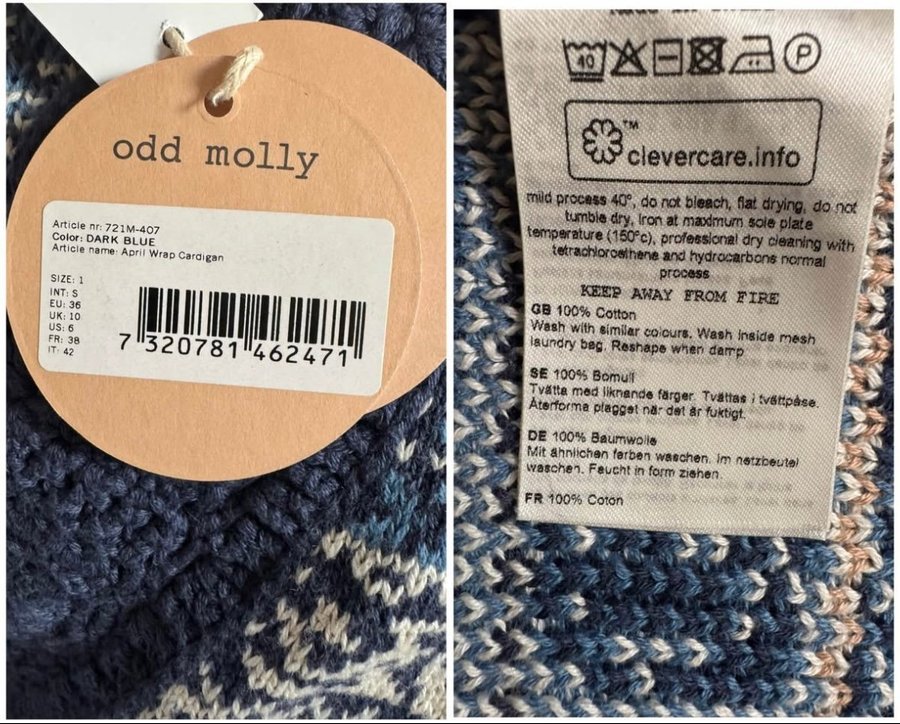 odd molly
Article nr: 721M-407
Color: DARK BLUE
Article name: April Wrap Cardigan
SIZE: 1
INT: S
EU: 36
UK: 10
US: 6
FR: 38
IT: 42
7 320781 462471
40
P
™
clevercare.info
mild process 40°, do not bleach, flat drying, do not
tumble dry, Iron at maximum sole plate
temperature (150°c), professional dry cleaning with
tetrachloroethene and hydrocarbons normal
process
KEEP AWAY FROM FIRE
GB 100% Cotton
Wash with similar colours. Wash inside mesh
laundry bag. Reshape when damp
SE 100% Bomull
Tvätta med liknande färger. Tvättas i tvättpåse.
Återforma plagget när det är fuktigt.
DE 100% Baumwolle
Mit ähnlichen farben waschen. Im netzbeutel
waschen. Feucht in form ziehen.
FR 100% Coton